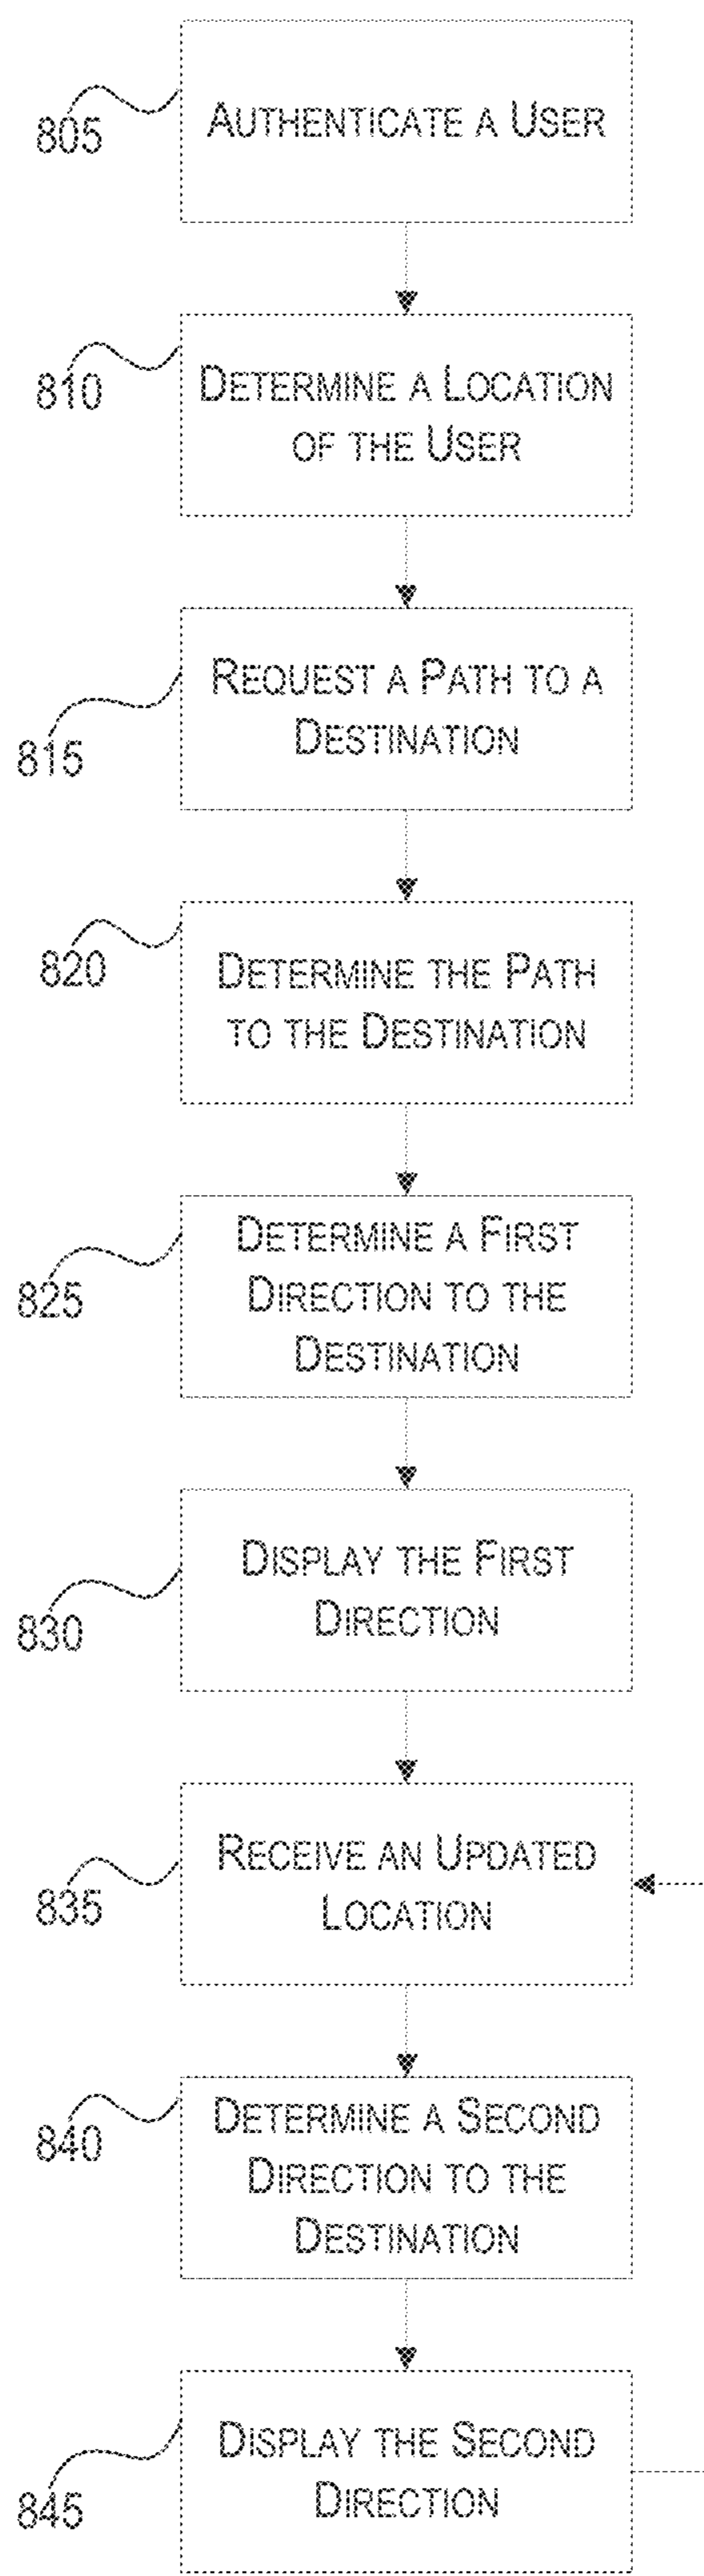 805
AUTHENTICATE A USER
810
DETERMINE A LOCATION
OF THE USER
815
REQUEST A PATH TO A
DESTINATION
820
DETERMINE THE PATH
TO THE DESTINATION
825
DETERMINE A FIRST
DIRECTION TO THE
DESTINATION
830
DISPLAY THE FIRST
DIRECTION
835
RECEIVE AN UPDATED
LOCATION
840
DETERMINE A SECOND
DIRECTION TO THE
DESTINATION
845
DISPLAY THE SECOND
DIRECTION